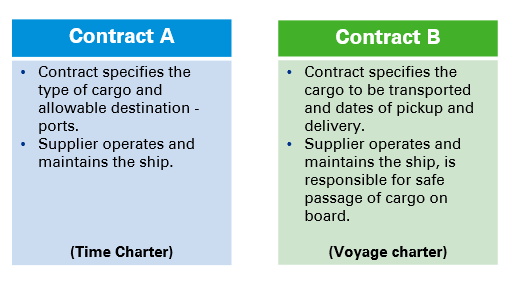 Contract A
• Contract specifies the
type of cargo and
allowable destination -
ports.
• Supplier operates and
maintains the ship.
(Time Charter)
Contract B
• Contract specifies the
cargo to be transported
and dates of pickup and
delivery.
• Supplier operates and
maintains the ship, is
responsible for safe
passage of cargo on
board.
(Voyage charter)